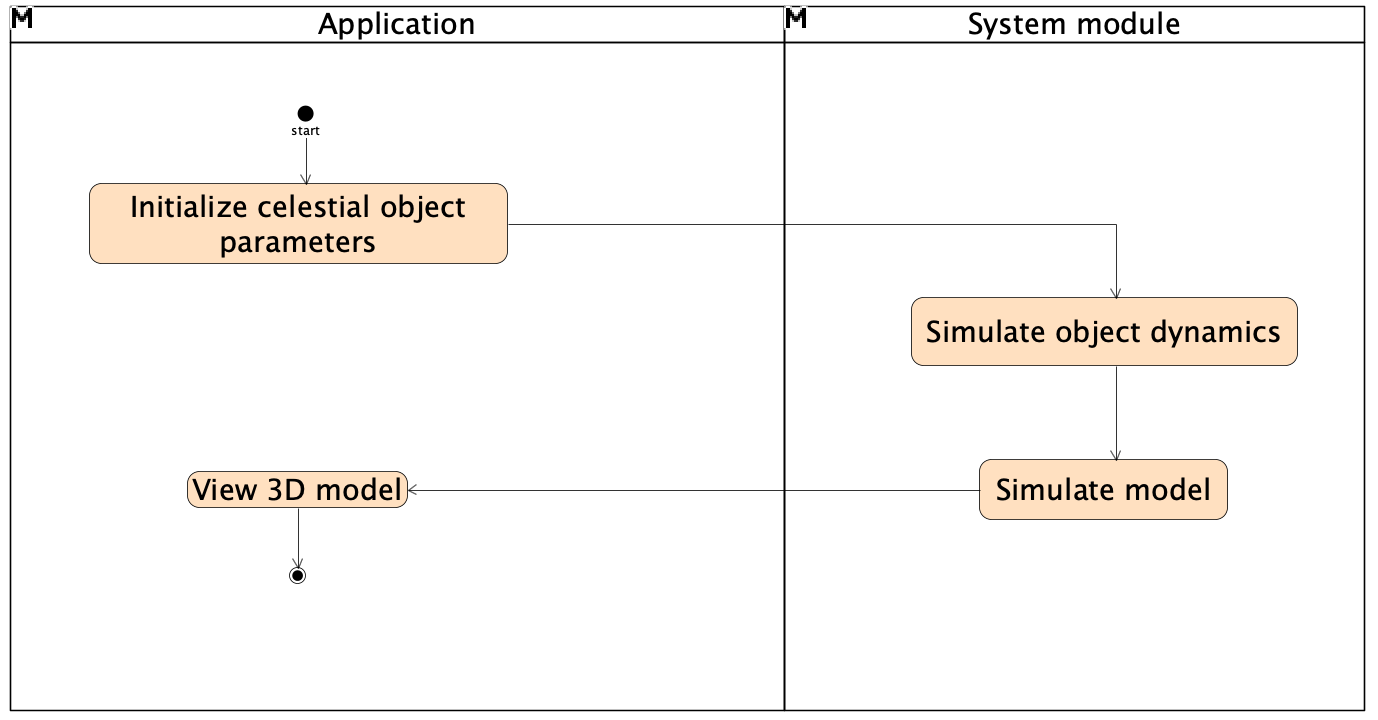 M
Application
M
System module
start
Initialize celestial object
parameters
Simulate object dynamics
View 3D model
Simulate model